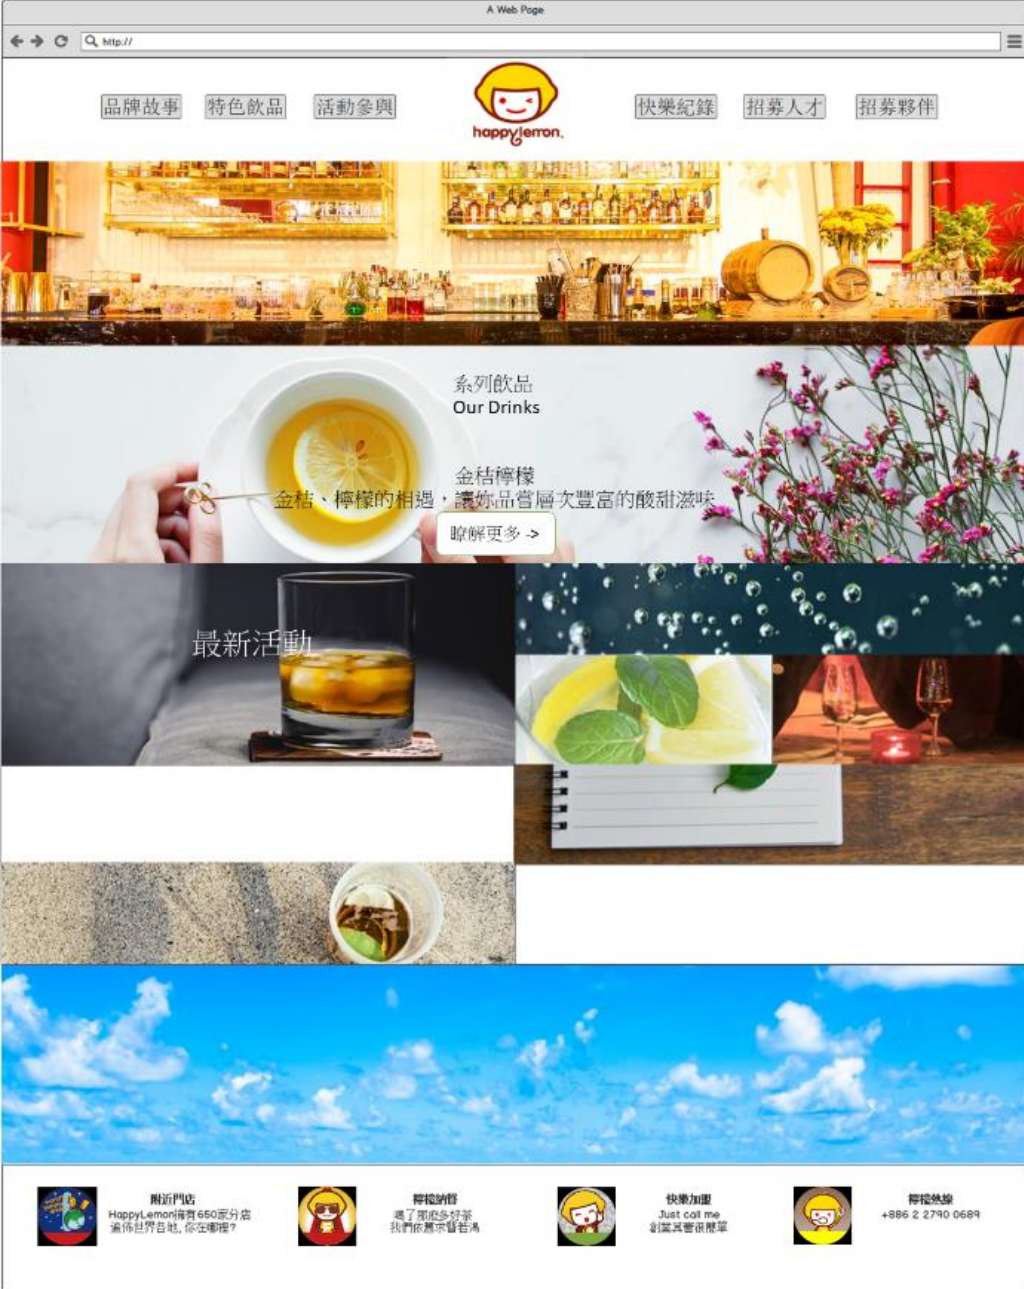 A Web Page
http://
品牌故事
特色飲品
活動參與
happylemon.
快樂紀錄
招募人才
招募夥伴
系列飲品
Our Drinks
金桔檸檬
金桔、檸檬的相遇，讓妳品嘗層次豐富的酸甜滋味
瞭解更多 ->
最新活動
附近門店
HappyLemon擁有650家分店
遍佈世界各地, 你在哪裡?
檸檬納賢
喝了那麼多好茶
我們依舊求賢若渴
快樂加盟
Just call me
創業其實很簡單
檸檬熱線
+886 2 2790 0689